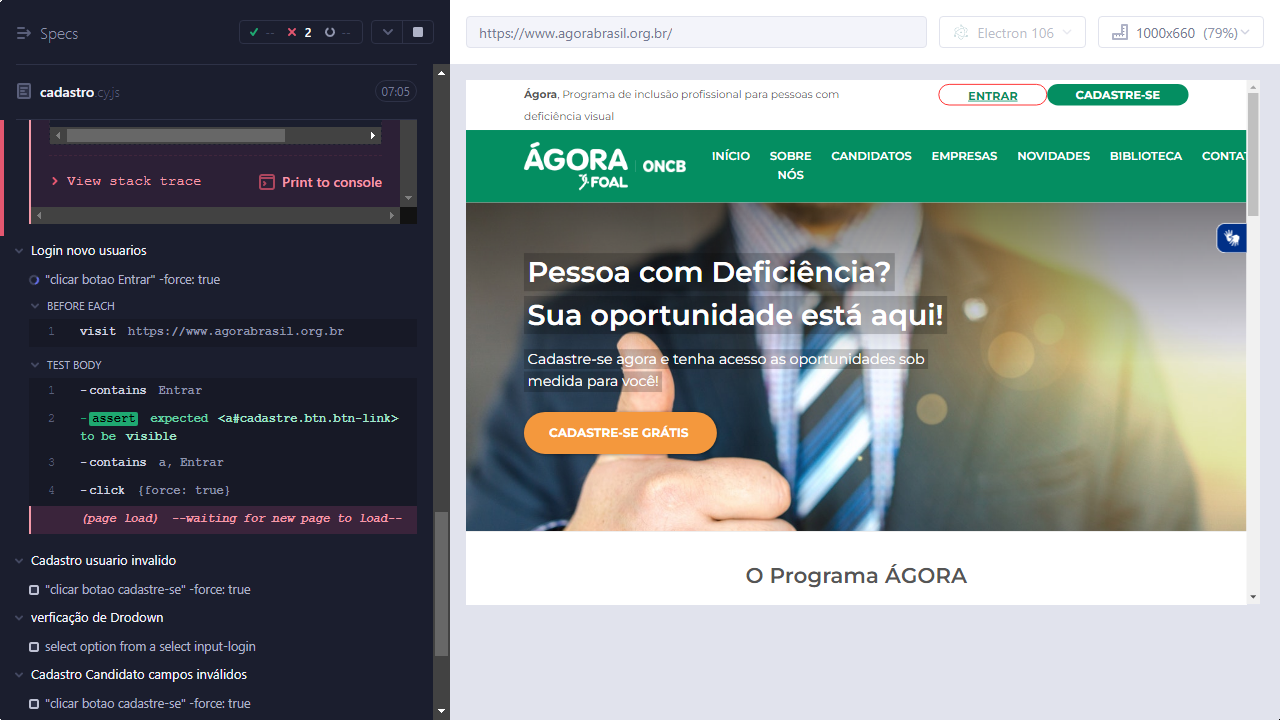 Specs
-- 2 --
cadastro.cy.js
07:05
View stack trace
Print to console
Login novo usuarios
"clicar botao Entrar" -force: true
BEFORE EACH
1 visit https://www.agorabrasil.org.br
TEST BODY
1 -contains Entrar
2 -assert expected <a#cadastre.btn.btn-link>
to be visible
3 -contains a, Entrar
4 -click {force: true}
(page load) --waiting for new page to load--
Cadastro usuario invalido
"clicar botao cadastre-se" -force: true
verficação de Drodown
select option from a select input-login
Cadastro Candidato campos inválidos
"clicar botao cadastre-se" -force: true
https://www.agorabrasil.org.br/
Electron 106
1000x660 (79%)
Ágora, Programa de inclusão profissional para pessoas com
deficiência visual
ENTRAR
CADASTRE-SE
ÁGORA
FOAL
ONCB
INÍCIO
SOBRE
NÓS
CANDIDATOS
EMPRESAS
NOVIDADES
BIBLIOTECA
CONTAT
Pessoa com Deficiência?
Sua oportunidade está aqui!
Cadastre-se agora e tenha acesso as oportunidades sob
medida para você!
CADASTRE-SE GRÁTIS
O Programa ÁGORA